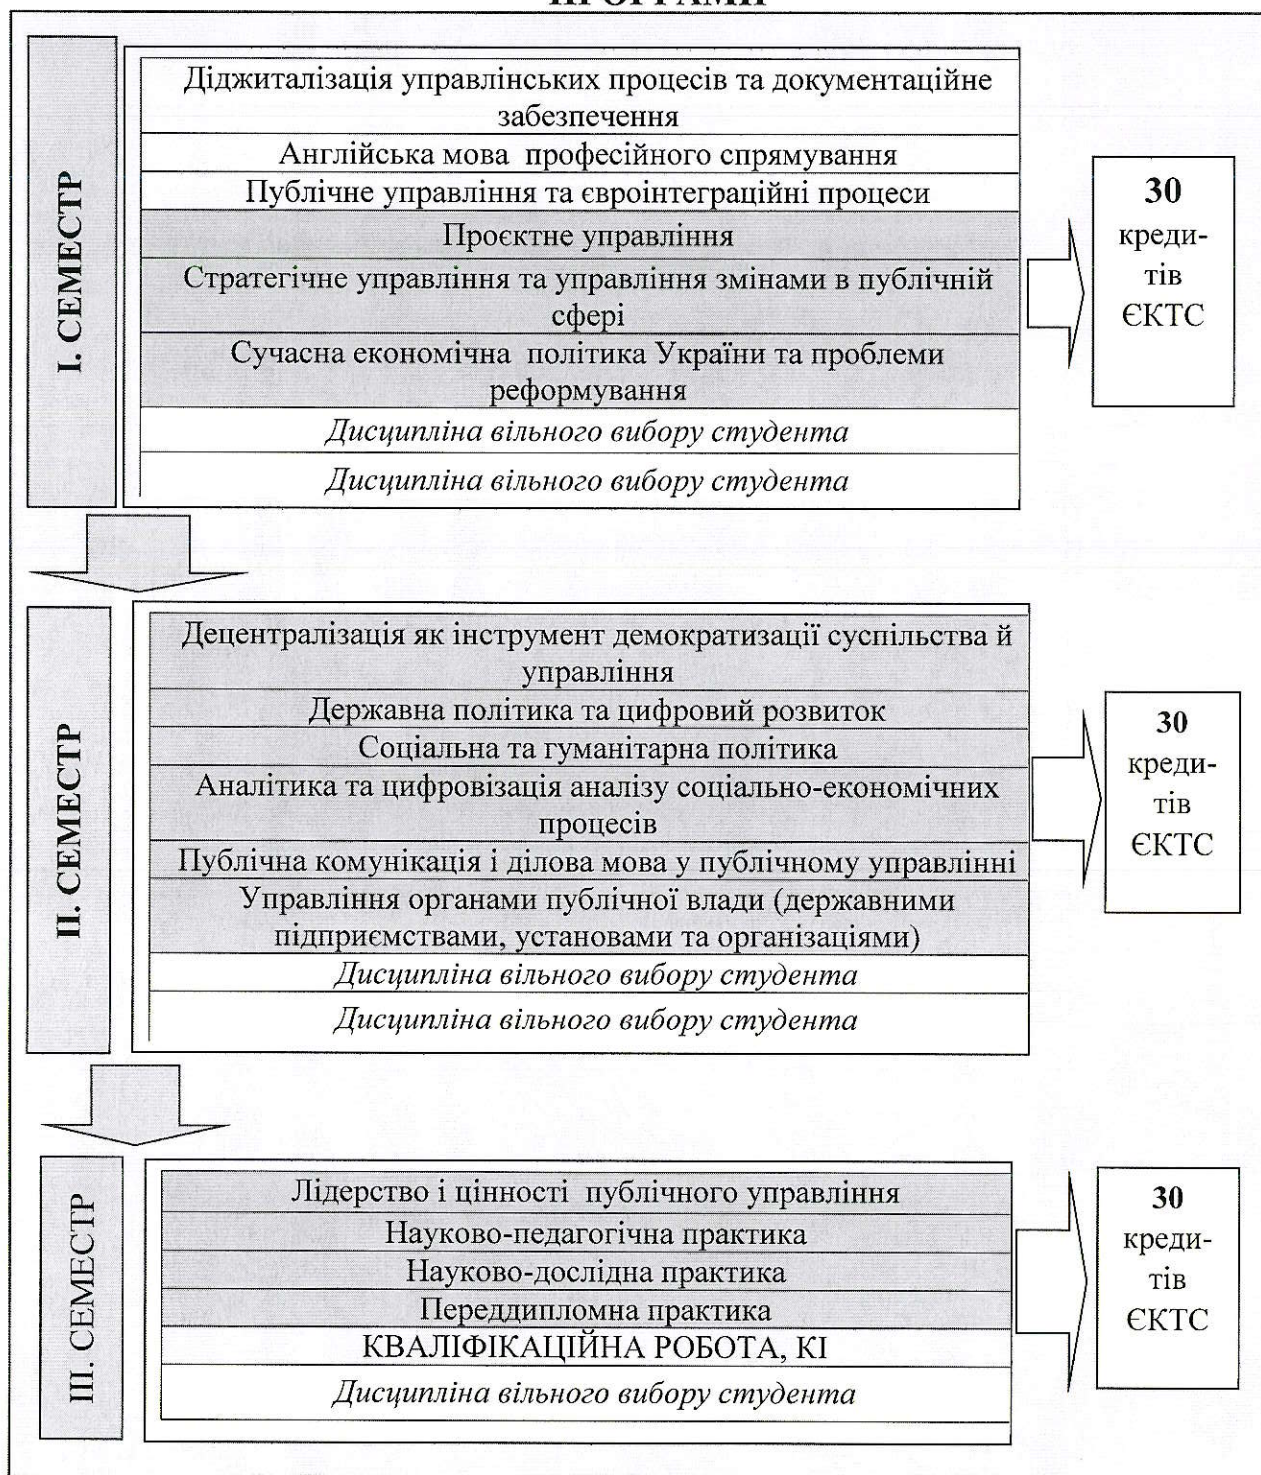 ПРОГРАМИ
І. СЕМЕСТР
Діджиталізація управлінських процесів та документаційне
забезпечення
Англійська мова професійного спрямування
Публічне управління та євроінтеграційні процеси
Проєктне управління
Стратегічне управління та управління змінами в публічній
сфері
Сучасна економічна політика України та проблеми
реформування
Дисципліна вільного вибору студента
Дисципліна вільного вибору студента
30
креди-
тів
ЄКТС
ІІ. СЕМЕСТР
Децентралізація як інструмент демократизації суспільства й
управління
Державна політика та цифровий розвиток
Соціальна та гуманітарна політика
Аналітика та цифровізація аналізу соціально-економічних
процесів
Публічна комунікація і ділова мова у публічному управлінні
Управління органами публічної влади (державними
підприємствами, установами та організаціями)
Дисципліна вільного вибору студента
Дисципліна вільного вибору студента
30
креди-
тів
ЄКТС
ІІІ. СЕМЕСТР
Лідерство і цінності публічного управління
Науково-педагогічна практика
Науково-дослідна практика
Переддипломна практика
КВАЛІФІКАЦІЙНА РОБОТА, КІ
Дисципліна вільного вибору студента
30
креди-
тів
ЄКТС